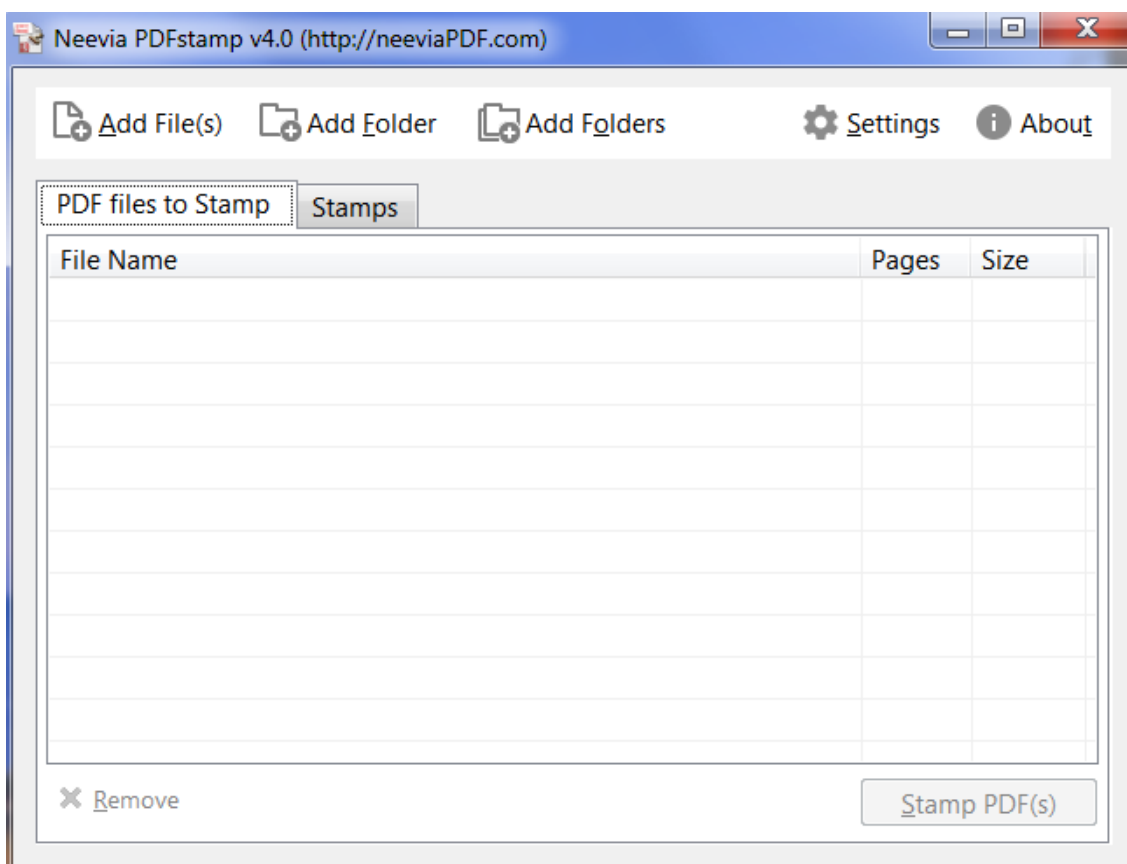 Neevia PDFstamp v4.0 (http://neeviaPDF.com)
Add File(s) Add Folder Add Folders Settings About
PDF files to Stamp Stamps
File Name Pages Size
Remove Stamp PDF(s)